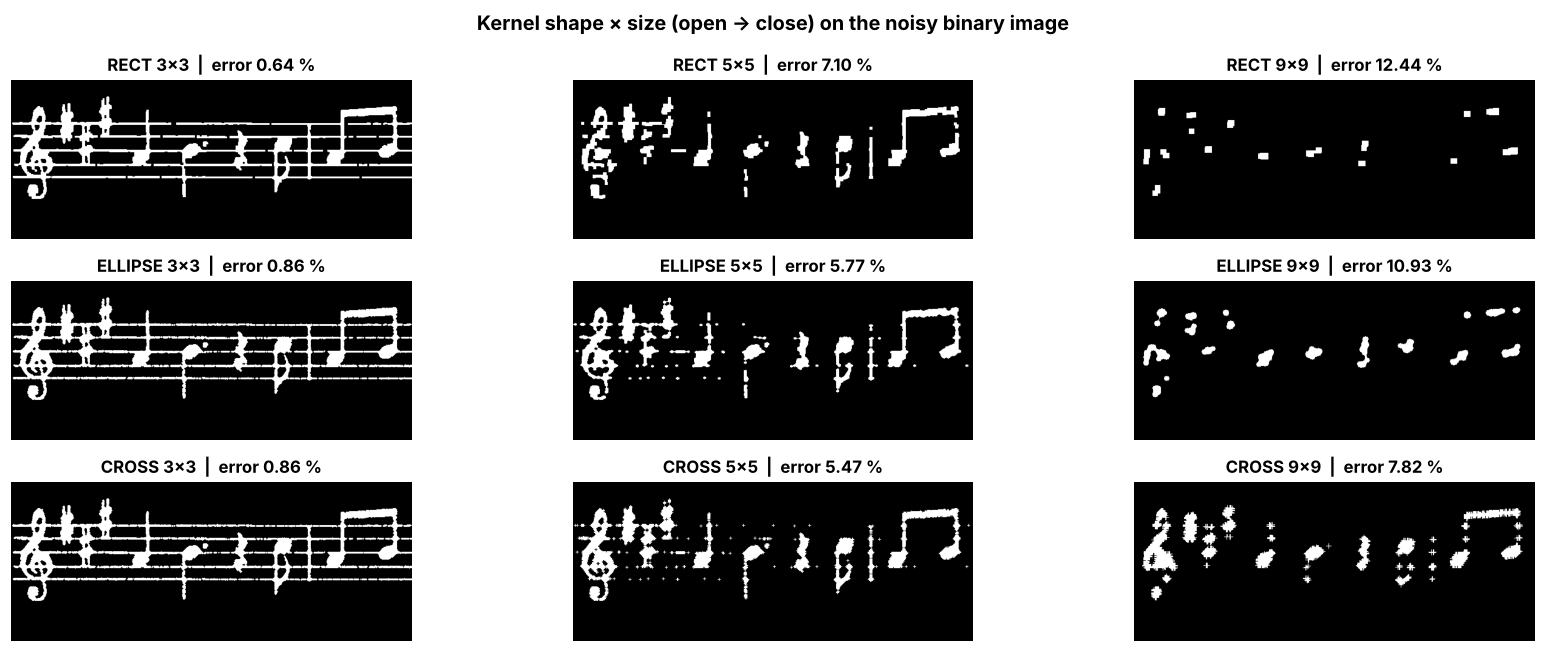 Kernel shape × size (open → close) on the noisy binary image
RECT 3×3 | error 0.64 %
RECT 5×5 | error 7.10 %
RECT 9×9 | error 12.44 %
ELLIPSE 3×3 | error 0.86 %
ELLIPSE 5×5 | error 5.77 %
ELLIPSE 9×9 | error 10.93 %
CROSS 3×3 | error 0.86 %
CROSS 5×5 | error 5.47 %
CROSS 9×9 | error 7.82 %